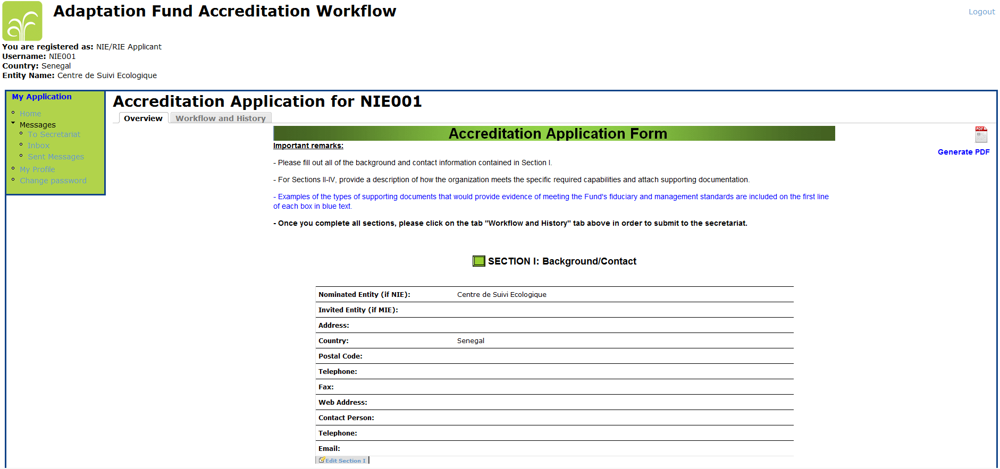 Adaptation Fund Accreditation Workflow
Logout
You are registered as: NIE/RIE Applicant
Username: NIE001
Country: Senegal
Entity Name: Centre de Suivi Ecologique
My Application
Home
Messages
To Secretariat
Inbox
Sent Messages
My Profile
Change password
Accreditation Application for NIE001
Overview
Workflow and History
Accreditation Application Form
PDF
Generate PDF
Important remarks:
- Please fill out all of the background and contact information contained in Section I.
- For Sections II-IV, provide a description of how the organization meets the specific required capabilities and attach supporting documentation.
- Examples of the types of supporting documents that would provide evidence of meeting the Fund's fiduciary and management standards are included on the first line
of each box in blue text.
- Once you complete all sections, please click on the tab "Workflow and History" tab above in order to submit to the secretariat.
SECTION I: Background/Contact
Nominated Entity (if NIE): Centre de Suivi Ecologique
Invited Entity (if MIE):
Address:
Country: Senegal
Postal Code:
Telephone:
Fax:
Web Address:
Contact Person:
Telephone:
Email:
Edit Section I